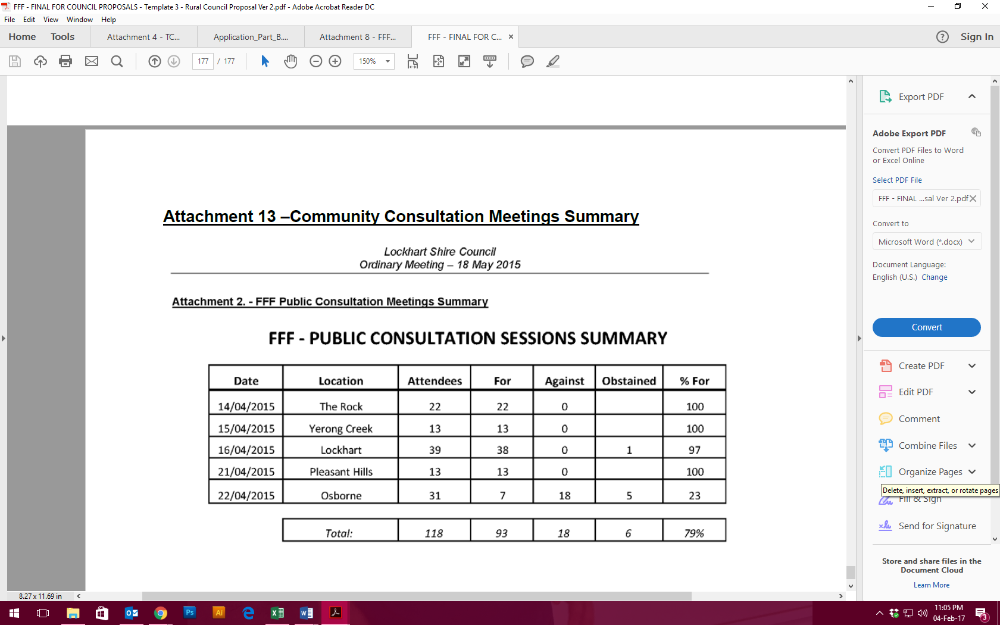 FFF - FINAL FOR COUNCIL PROPOSALS - Template 3 - Rural Council Proposal Ver 2.pdf - Adobe Acrobat Reader DC
File Edit View Window Help
Home Tools Attachment 4 - TC... Application_Part_B.... Attachment 8 - FFF... FFF - FINAL FOR C... Sign In
177 / 177 150%
Export PDF
Adobe Export PDF
Convert PDF Files to Word
or Excel Online
Select PDF File
FFF - FINAL ...sal Ver 2.pdf
Convert to
Microsoft Word (*.docx)
Document Language:
English (U.S.) Change
Convert
Create PDF
Edit PDF
Comment
Combine Files
Organize Pages
Delete, insert, extract, or rotate pages
Fill & Sign
Send for Signature
Store and share files in the
Document Cloud
Learn More
Attachment 13 –Community Consultation Meetings Summary
Lockhart Shire Council
Ordinary Meeting – 18 May 2015
Attachment 2. - FFF Public Consultation Meetings Summary
FFF - PUBLIC CONSULTATION SESSIONS SUMMARY
Date Location Attendees For Against Obstained % For
14/04/2015 The Rock 22 22 0 100
15/04/2015 Yerong Creek 13 13 0 100
16/04/2015 Lockhart 39 38 0 1 97
21/04/2015 Pleasant Hills 13 13 0 100
22/04/2015 Osborne 31 7 18 5 23
Total: 118 93 18 6 79%
8.27 x 11.69 in
Ps Ai
11:05 PM
04-Feb-17
3